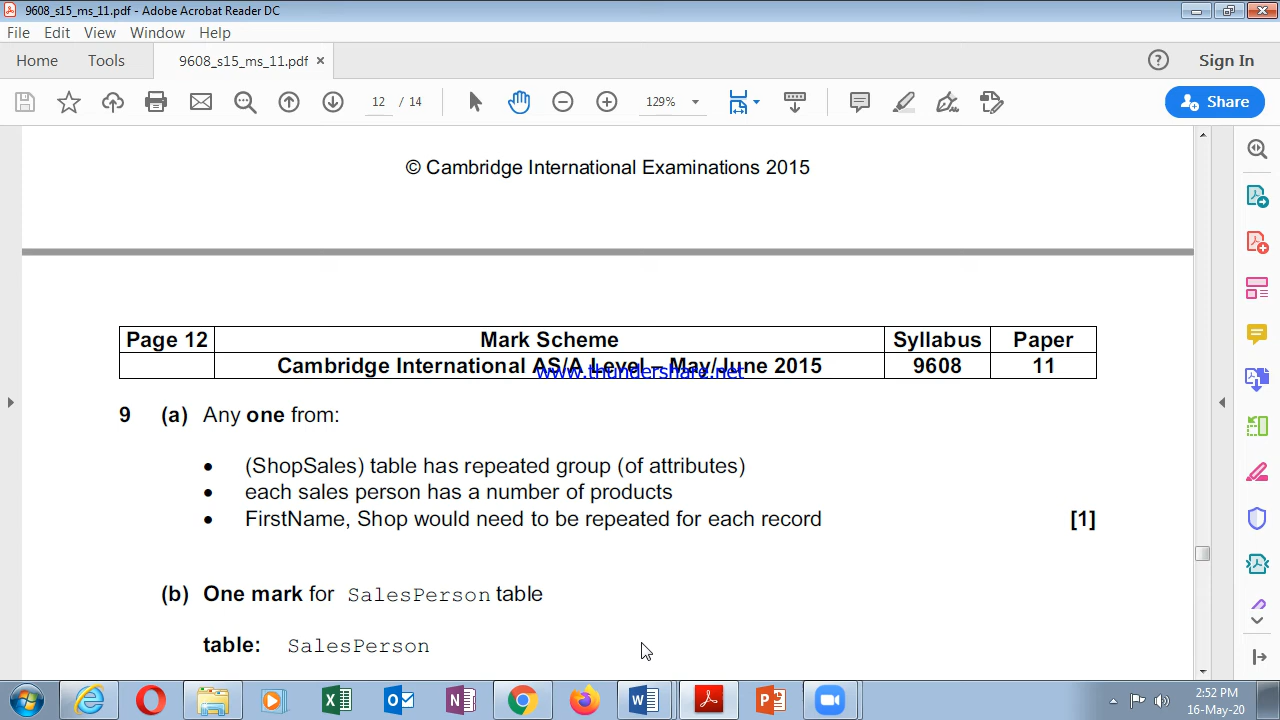 9608_s15_ms_11.pdf - Adobe Acrobat Reader DC
File Edit View Window Help
Home Tools 9608_s15_ms_11.pdf ×
? Sign In
12 / 14 129% Share
© Cambridge International Examinations 2015
Page 12 Mark Scheme Syllabus Paper
Cambridge International AS/A Level – May/June 2015 9608 11
www.thundershare.net
9 (a) Any one from:
• (ShopSales) table has repeated group (of attributes)
• each sales person has a number of products
• FirstName, Shop would need to be repeated for each record [1]
(b) One mark for SalesPerson table
table: SalesPerson
2:52 PM
16-May-20